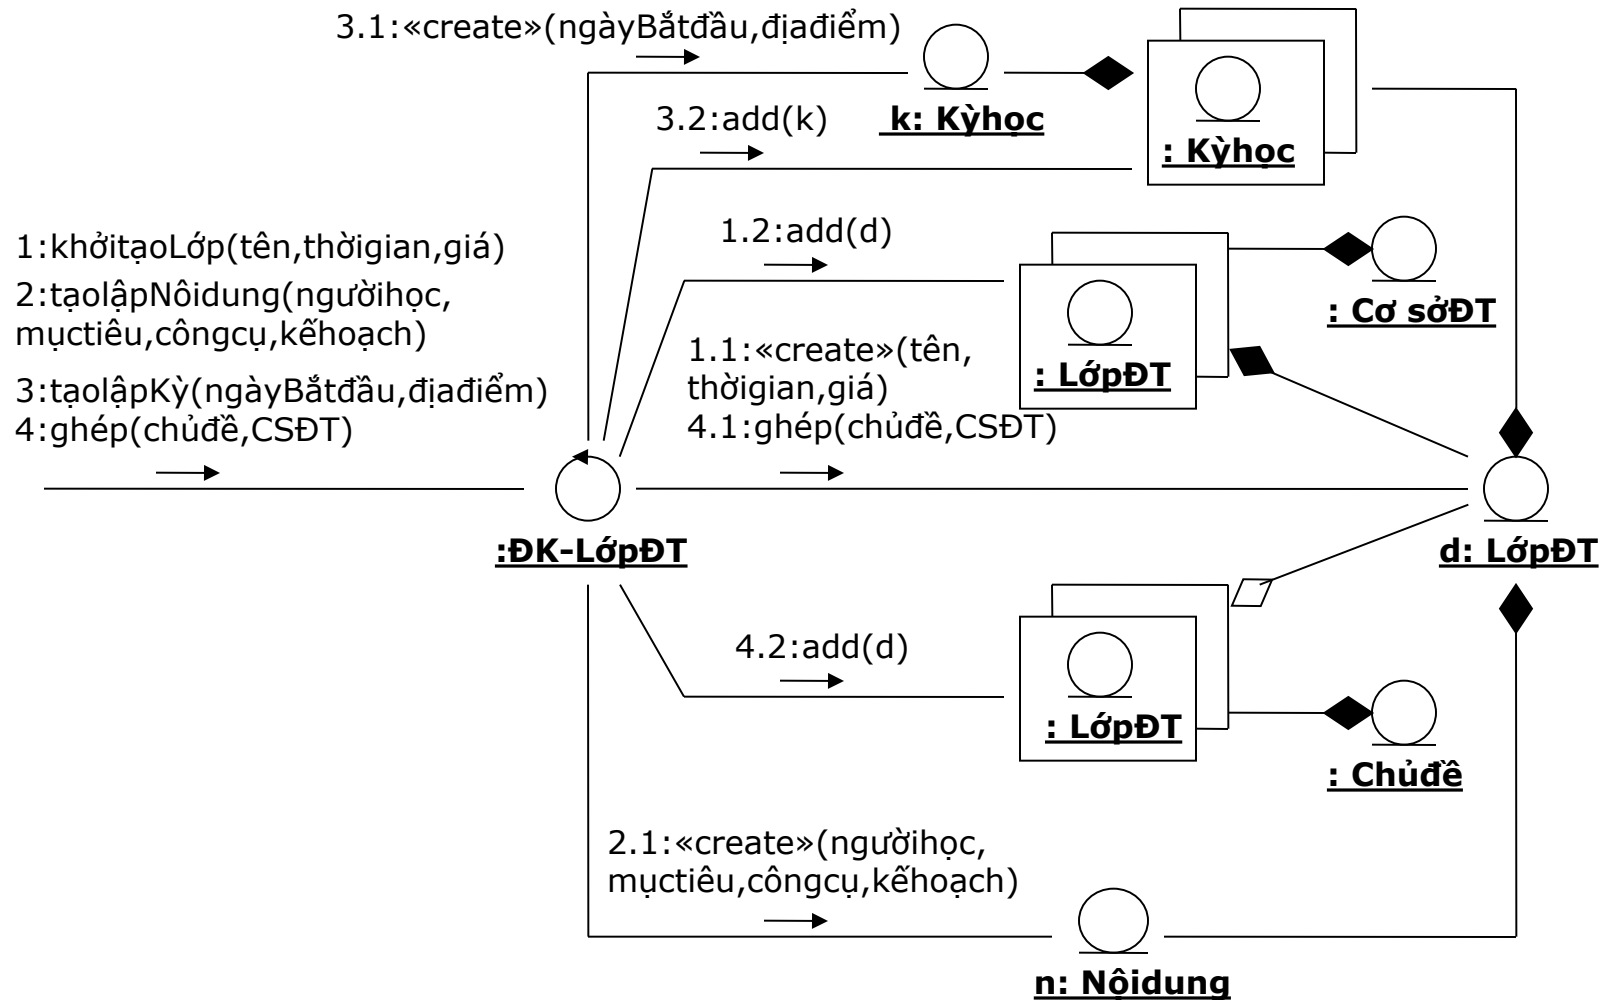 3.1:«create»(ngàyBắtđầu,địađiểm)
3.2:add(k)
k: Kỳhọc
: Kỳhọc
1:khởitạoLớp(tên,thờigian,giá)
2:tạolậpNôidung(ngườihọc,
mụctiêu,côngcụ,kếhoạch)
3:tạolậpKỳ(ngàyBắtđầu,địađiểm)
4:ghép(chủđề,CSĐT)
1.2:add(d)
: Cơ sởĐT
1.1:«create»(tên,
thờigian,giá)
4.1:ghép(chủđề,CSĐT)
: LớpĐT
:ĐK-LớpĐT
d: LớpĐT
4.2:add(d)
: LớpĐT
: Chủđề
2.1:«create»(ngườihọc,
mụctiêu,côngcụ,kếhoạch)
n: Nộidung